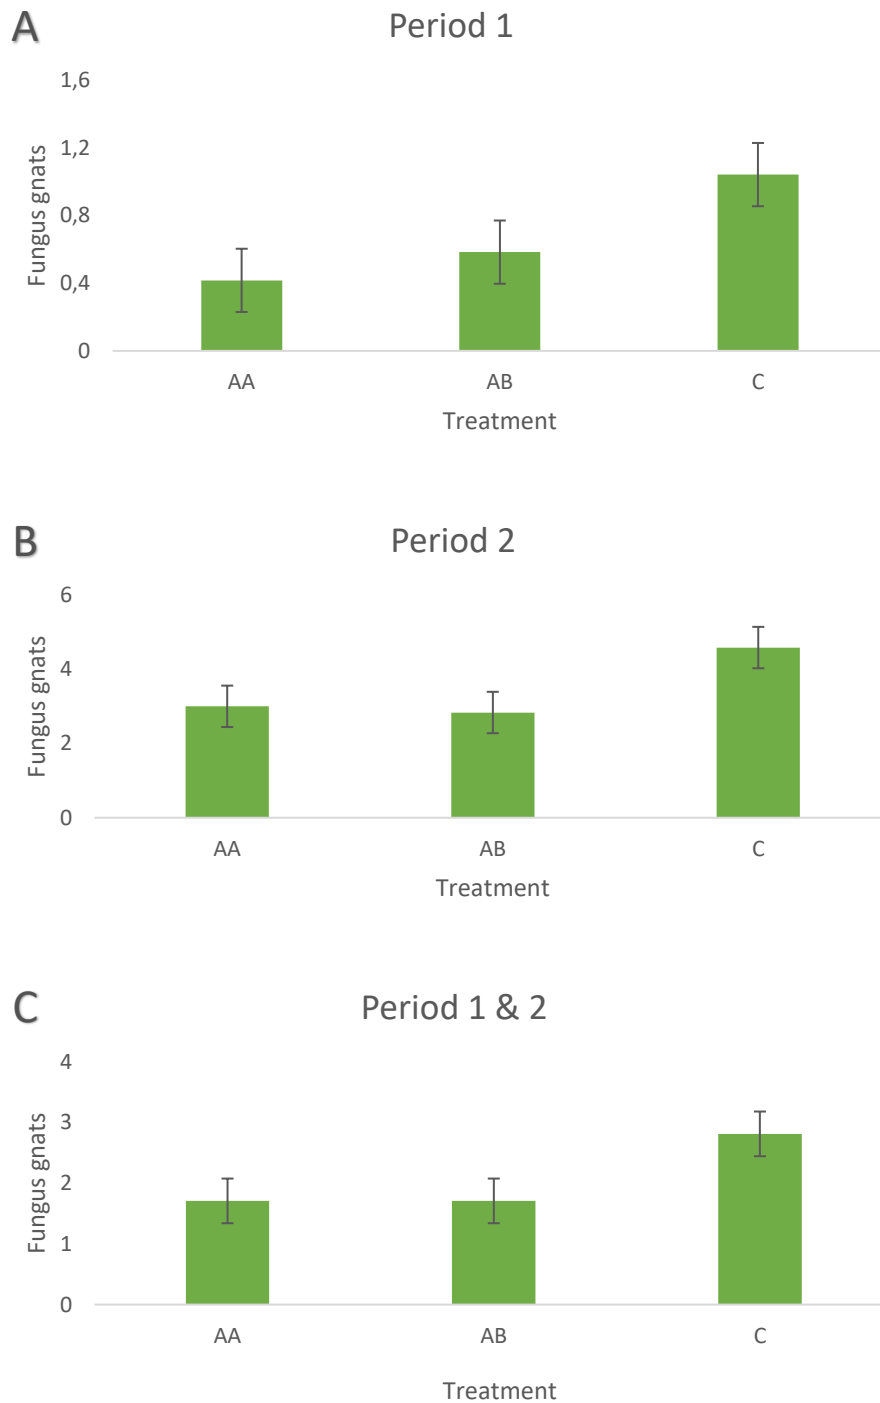 A
Period 1
1,6
1,2
0,8
0,4
0
Fungus gnats
AA AB C
Treatment
B
Period 2
6
4
2
0
Fungus gnats
AA AB C
Treatment
C
Period 1 & 2
4
3
2
1
0
Fungus gnats
AA AB C
Treatment